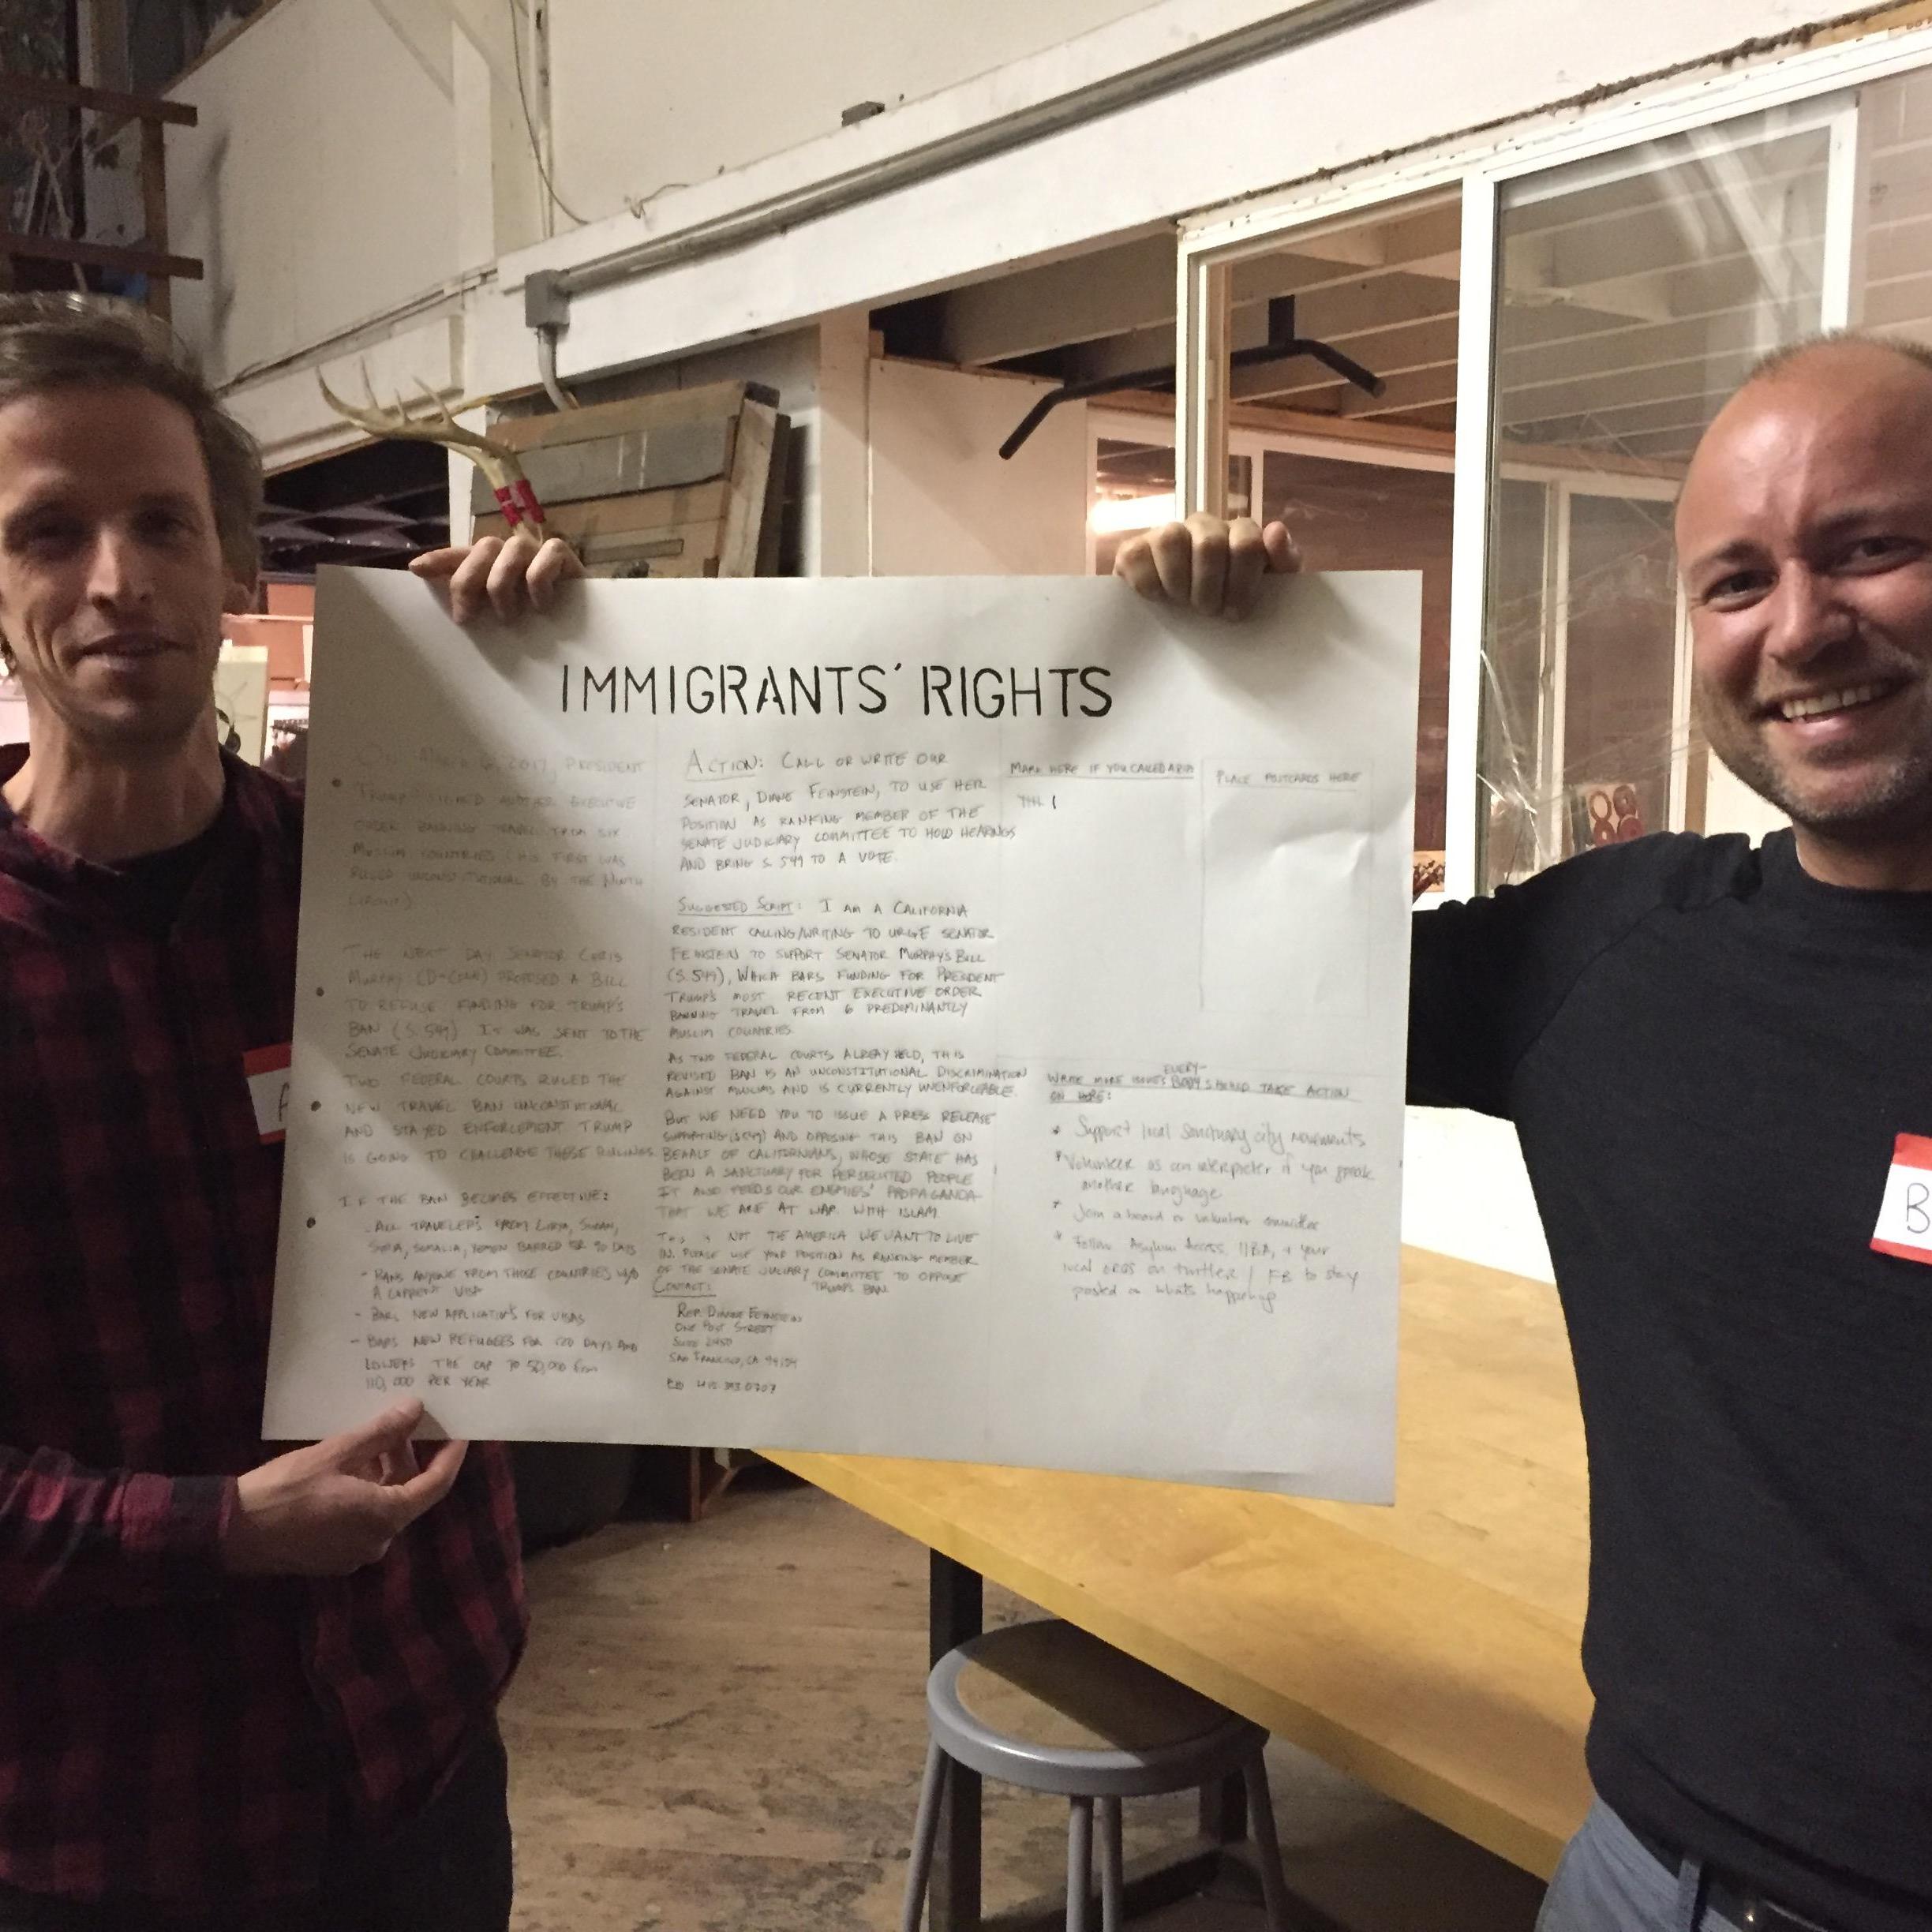 IMMIGRANTS' RIGHTS
ON MARCH 6, 2017, PRESIDENT
TRUMP SIGNED ANOTHER EXECUTIVE
ORDER BANNING TRAVEL FROM SIX
MUSLIM COUNTRIES (HIS FIRST WAS
RULED UNCONSTITUTIONAL BY THE NINTH
CIRCUIT).
THE NEXT DAY SENATOR CHRIS
MURPHY (D-CONN) PROPOSED A BILL
TO REFUSE FUNDING FOR TRUMP'S
BAN (S.549) IT WAS SENT TO THE
SENATE JUDICIARY COMMITTEE.
TWO FEDERAL COURTS RULED THE
NEW TRAVEL BAN UNCONSTITUTIONAL
AND STAYED ENFORCEMENT TRUMP
IS GOING TO CHALLENGE THESE RULINGS.
IF THE BAN BECOMES EFFECTIVE:
- ALL TRAVELERS FROM LIBYA, SUDAN,
SYRIA, SOMALIA, YEMEN BARRED FOR 90 DAYS
- BANS ANYONE FROM THOSE COUNTRIES W/O
A CURRENT VISA
- BARS NEW APPLICATIONS FOR VISAS
- BARS NEW REFUGEES FOR 120 DAYS AND
LOWERS THE CAP TO 50,000 from
110,000 PER YEAR
ACTION: CALL OR WRITE OUR
SENATOR, DIANE FEINSTEIN, TO USE HER
POSITION AS RANKING MEMBER OF THE
SENATE JUDICIARY COMMITTEE TO HOLD HEARINGS
AND BRING S. 549 TO A VOTE.
SUGGESTED SCRIPT: I AM A CALIFORNIA
RESIDENT CALLING/WRITING TO URGE SENATOR
FEINSTEIN TO SUPPORT SENATOR MURPHY'S BILL
(S.549), WHICH BARS FUNDING FOR PRESIDENT
TRUMP'S MOST RECENT EXECUTIVE ORDER
BANNING TRAVEL FROM 6 PREDOMINANTLY
MUSLIM COUNTRIES.
AS TWO FEDERAL COURTS ALREADY HELD, THIS
REVISED BAN IS AN UNCONSTITUTIONAL DISCRIMINATION
AGAINST MUSLIMS AND IS CURRENTLY UNENFORCEABLE.
BUT WE NEED YOU TO ISSUE A PRESS RELEASE
SUPPORTING (S.549) AND OPPOSING THIS BAN ON
BEHALF OF CALIFORNIANS, WHOSE STATE HAS
BEEN A SANCTUARY FOR PERSECUTED PEOPLE
IT ALSO FEEDS OUR ENEMIES' PROPAGANDA
THAT WE ARE AT WAR WITH ISLAM
THIS IS NOT THE AMERICA WE WANT TO LIVE
IN. PLEASE USE YOUR POSITION AS RANKING MEMBER
OF THE SENATE JUDICIARY COMMITTEE TO OPPOSE
TRUMPS BAN
CONTACT:
REP. DIANNE FEINSTEIN
ONE POST STREET
SUITE 2450
SAN FRANCISCO, CA 94104
415 393.0707
MARK HERE IF YOU CALLED
PLACE POSTCARDS HERE
WRITE MORE ISSUES EVERYBODY SHOULD TAKE ACTION
ON HERE:
* Support local sanctuary city movements
* Volunteer as an interpreter if you speak
another language
* Join a board or volunteer committee
* Follow Asylum Access, IIBA, + your
local orgs on twitter / FB to stay
posted on what's happening
A
B